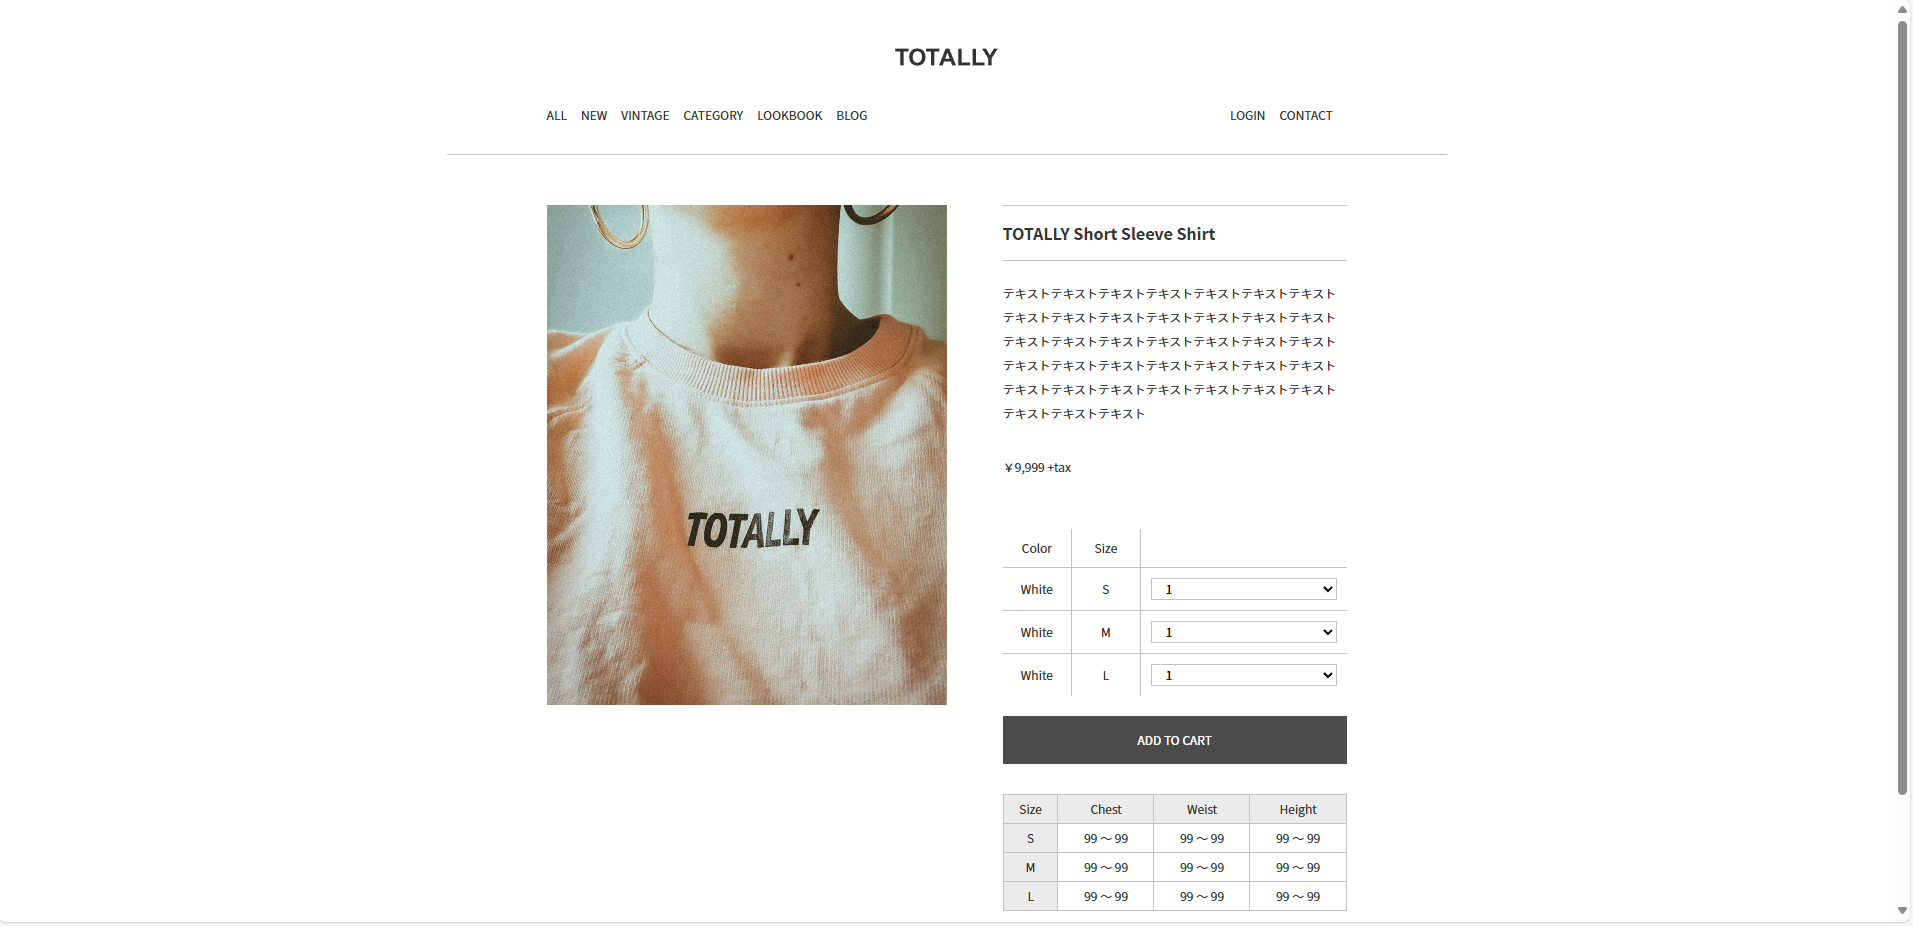 TOTALLY
ALL NEW VINTAGE CATEGORY LOOKBOOK BLOG LOGIN CONTACT
TOTALLY
TOTALLY Short Sleeve Shirt
テキストテキストテキストテキストテキストテキストテキスト
テキストテキストテキストテキストテキストテキストテキスト
テキストテキストテキストテキストテキストテキストテキスト
テキストテキストテキストテキストテキストテキストテキスト
テキストテキストテキストテキストテキストテキストテキスト
テキストテキストテキスト
￥9,999 +tax
Color Size
White S 1
White M 1
White L 1
ADD TO CART
Size Chest Weist Height
S 99 〜 99 99 〜 99 99 〜 99
M 99 〜 99 99 〜 99 99 〜 99
L 99 〜 99 99 〜 99 99 〜 99